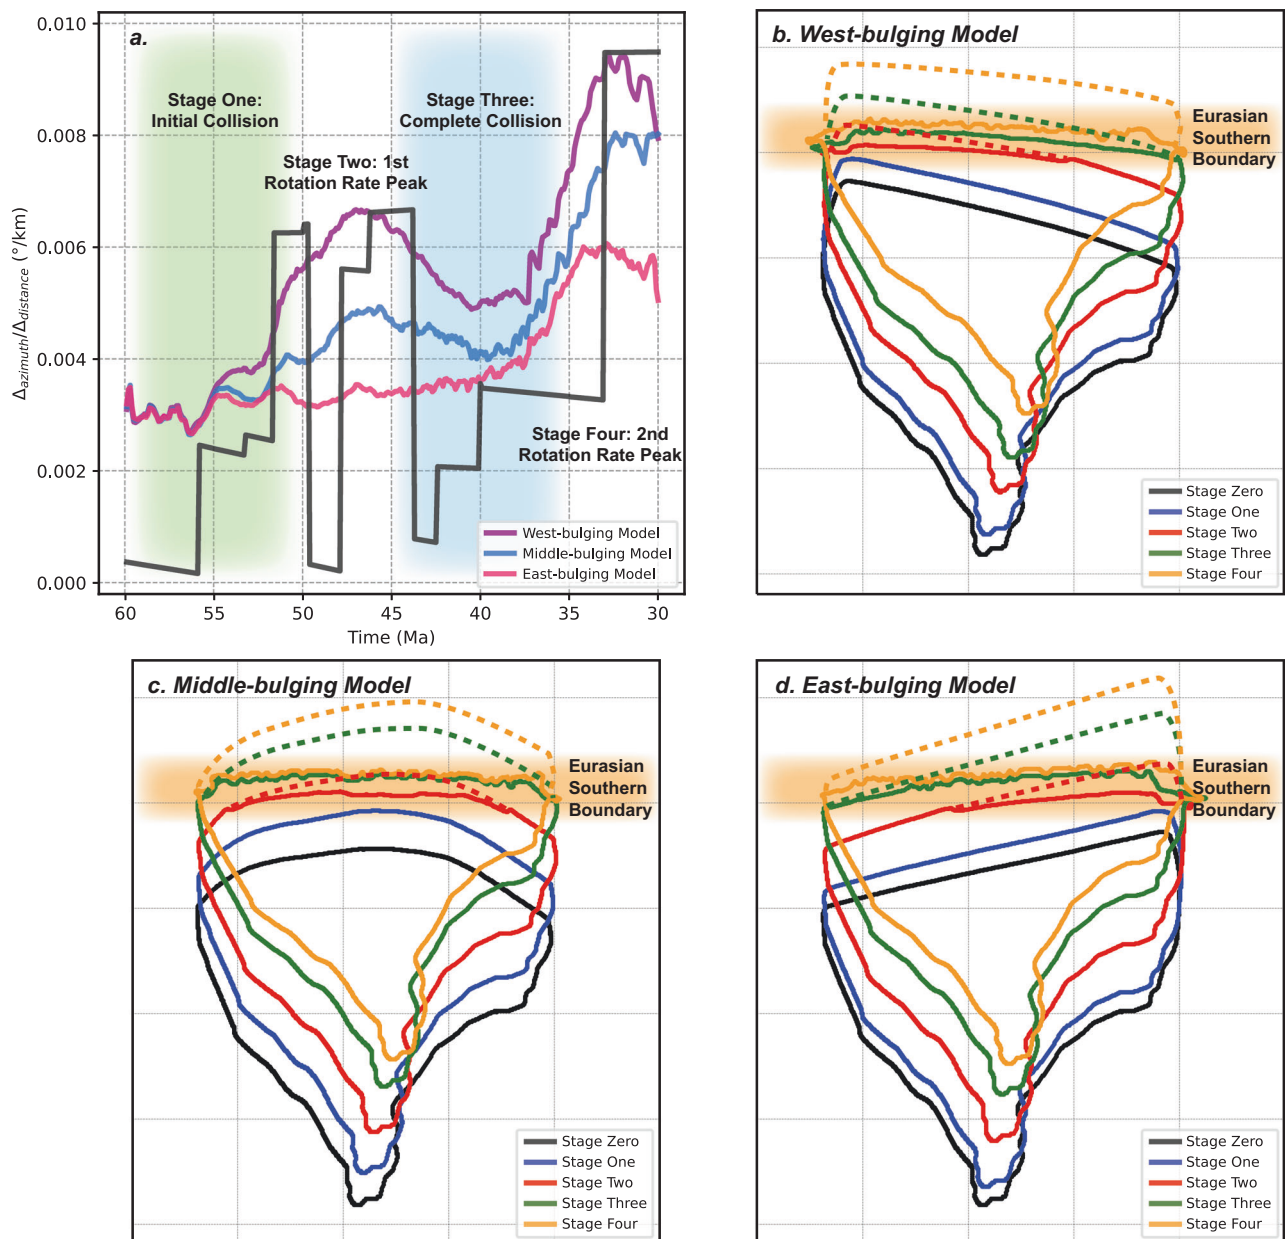 a.
Stage One:
Initial Collision
Stage Two: 1st
Rotation Rate Peak
Stage Three:
Complete Collision
Stage Four: 2nd
Rotation Rate Peak
0.010
0.008
0.006
0.004
0.002
0.000
Δazimuth/Δdistance (°/km)
60 55 50 45 40 35 30
Time (Ma)
West-bulging Model
Middle-bulging Model
East-bulging Model
b. West-bulging Model
Eurasian
Southern
Boundary
Stage Zero
Stage One
Stage Two
Stage Three
Stage Four
c. Middle-bulging Model
Eurasian
Southern
Boundary
Stage Zero
Stage One
Stage Two
Stage Three
Stage Four
d. East-bulging Model
Eurasian
Southern
Boundary
Stage Zero
Stage One
Stage Two
Stage Three
Stage Four